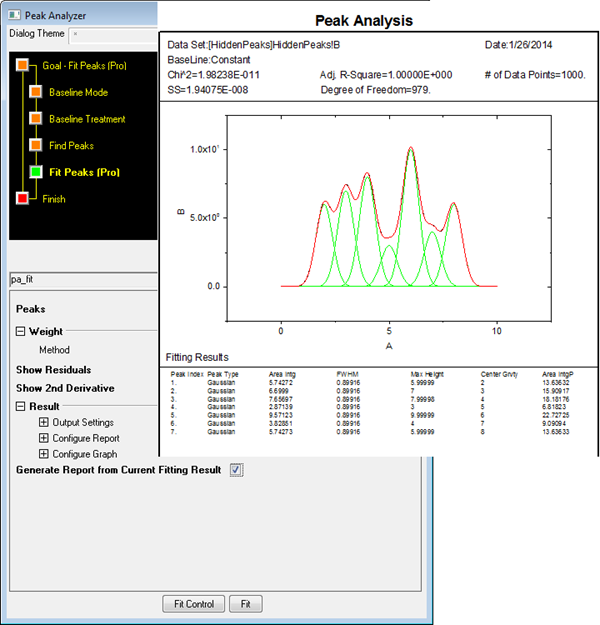 Peak Analyzer
Dialog Theme *
Goal - Fit Peaks (Pro)
Baseline Mode
Baseline Treatment
Find Peaks
Fit Peaks (Pro)
Finish
pa_fit
Peaks
Weight
Method
Show Residuals
Show 2nd Derivative
Result
Output Settings
Configure Report
Configure Graph
Generate Report from Current Fitting Result
Fit Control Fit
Peak Analysis
Data Set:[HiddenPeaks]HiddenPeaks!B Date:1/26/2014
BaseLine:Constant
Chi^2=1.98238E-011 Adj. R-Square=1.00000E+000 # of Data Points=1000.
SS=1.94075E-008 Degree of Freedom=979.
1.0x10¹
5.0x10⁰
0.0
B
0 5 10
A
Fitting Results
Peak Index Peak Type Area Intg FWHM Max Height Center Grvty Area IntgP
1. Gaussian 5.74272 0.89916 5.99999 2 13.63632
2. Gaussian 6.6999 0.89916 7 3 15.90917
3. Gaussian 7.65697 0.89916 7.99998 4 18.18176
4. Gaussian 2.87139 0.89916 3 5 6.81823
5. Gaussian 9.57123 0.89916 9.99999 6 22.72725
6. Gaussian 3.82851 0.89916 4 7 9.09094
7. Gaussian 5.74273 0.89916 5.99999 8 13.63633